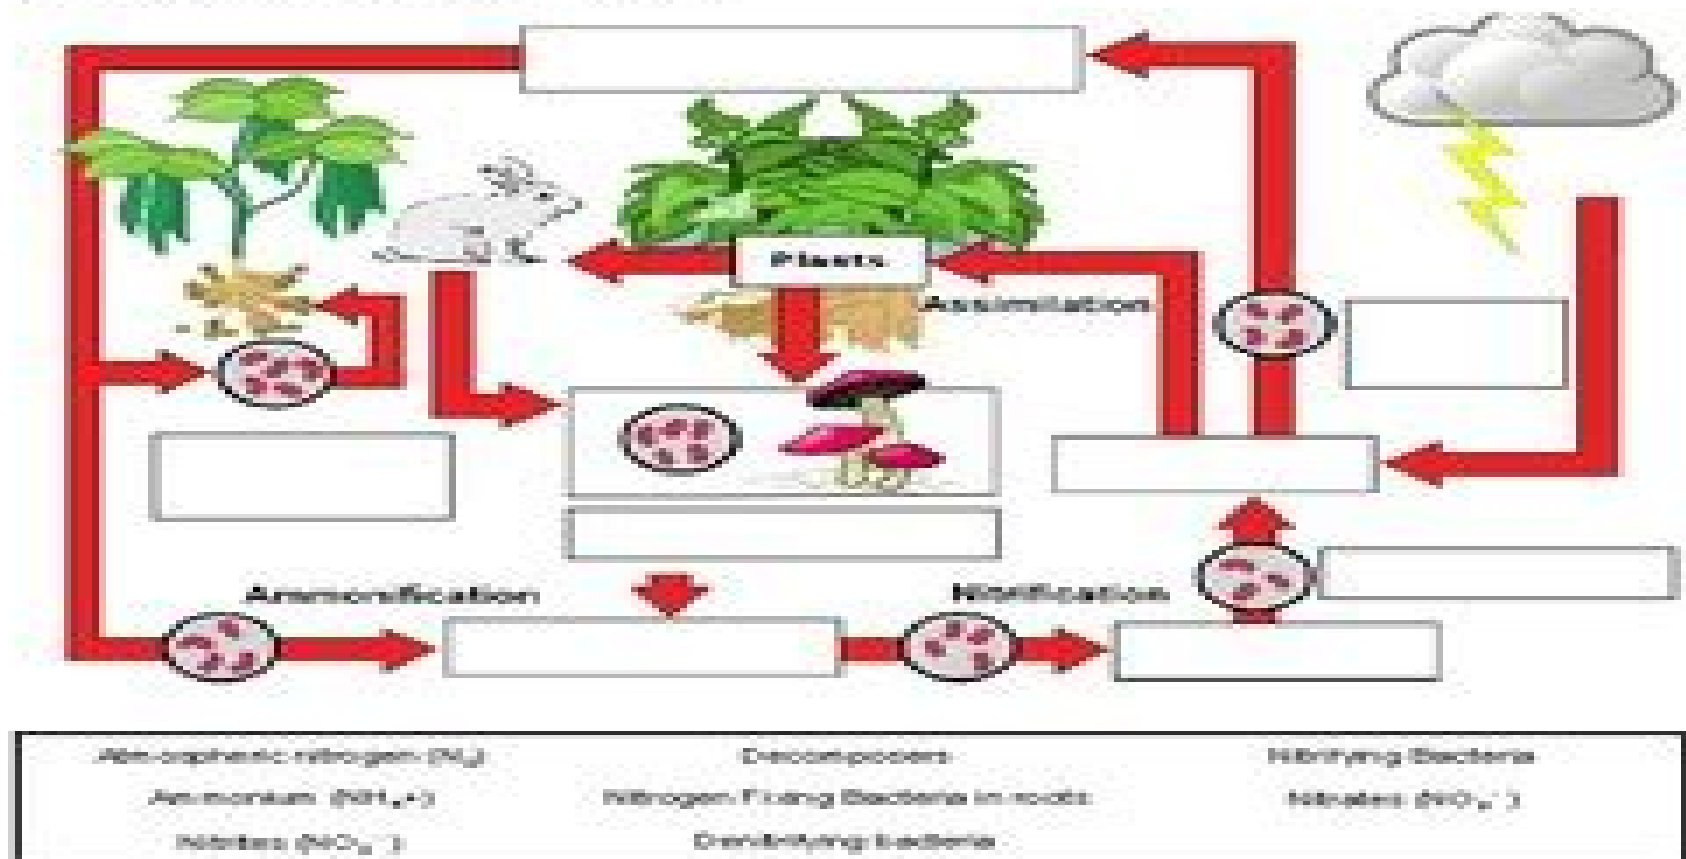 Plants
Assimilation
Ammonification
Nitrification
Atmospheric nitrogen (N₂)
Decomposers
Nitrifying Bacteria
Ammonium (NH₄+)
Nitrogen Fixing Bacteria in roots
Nitrates (NO₃⁻)
Nitrites (NO₂⁻)
Denitrifying bacteria